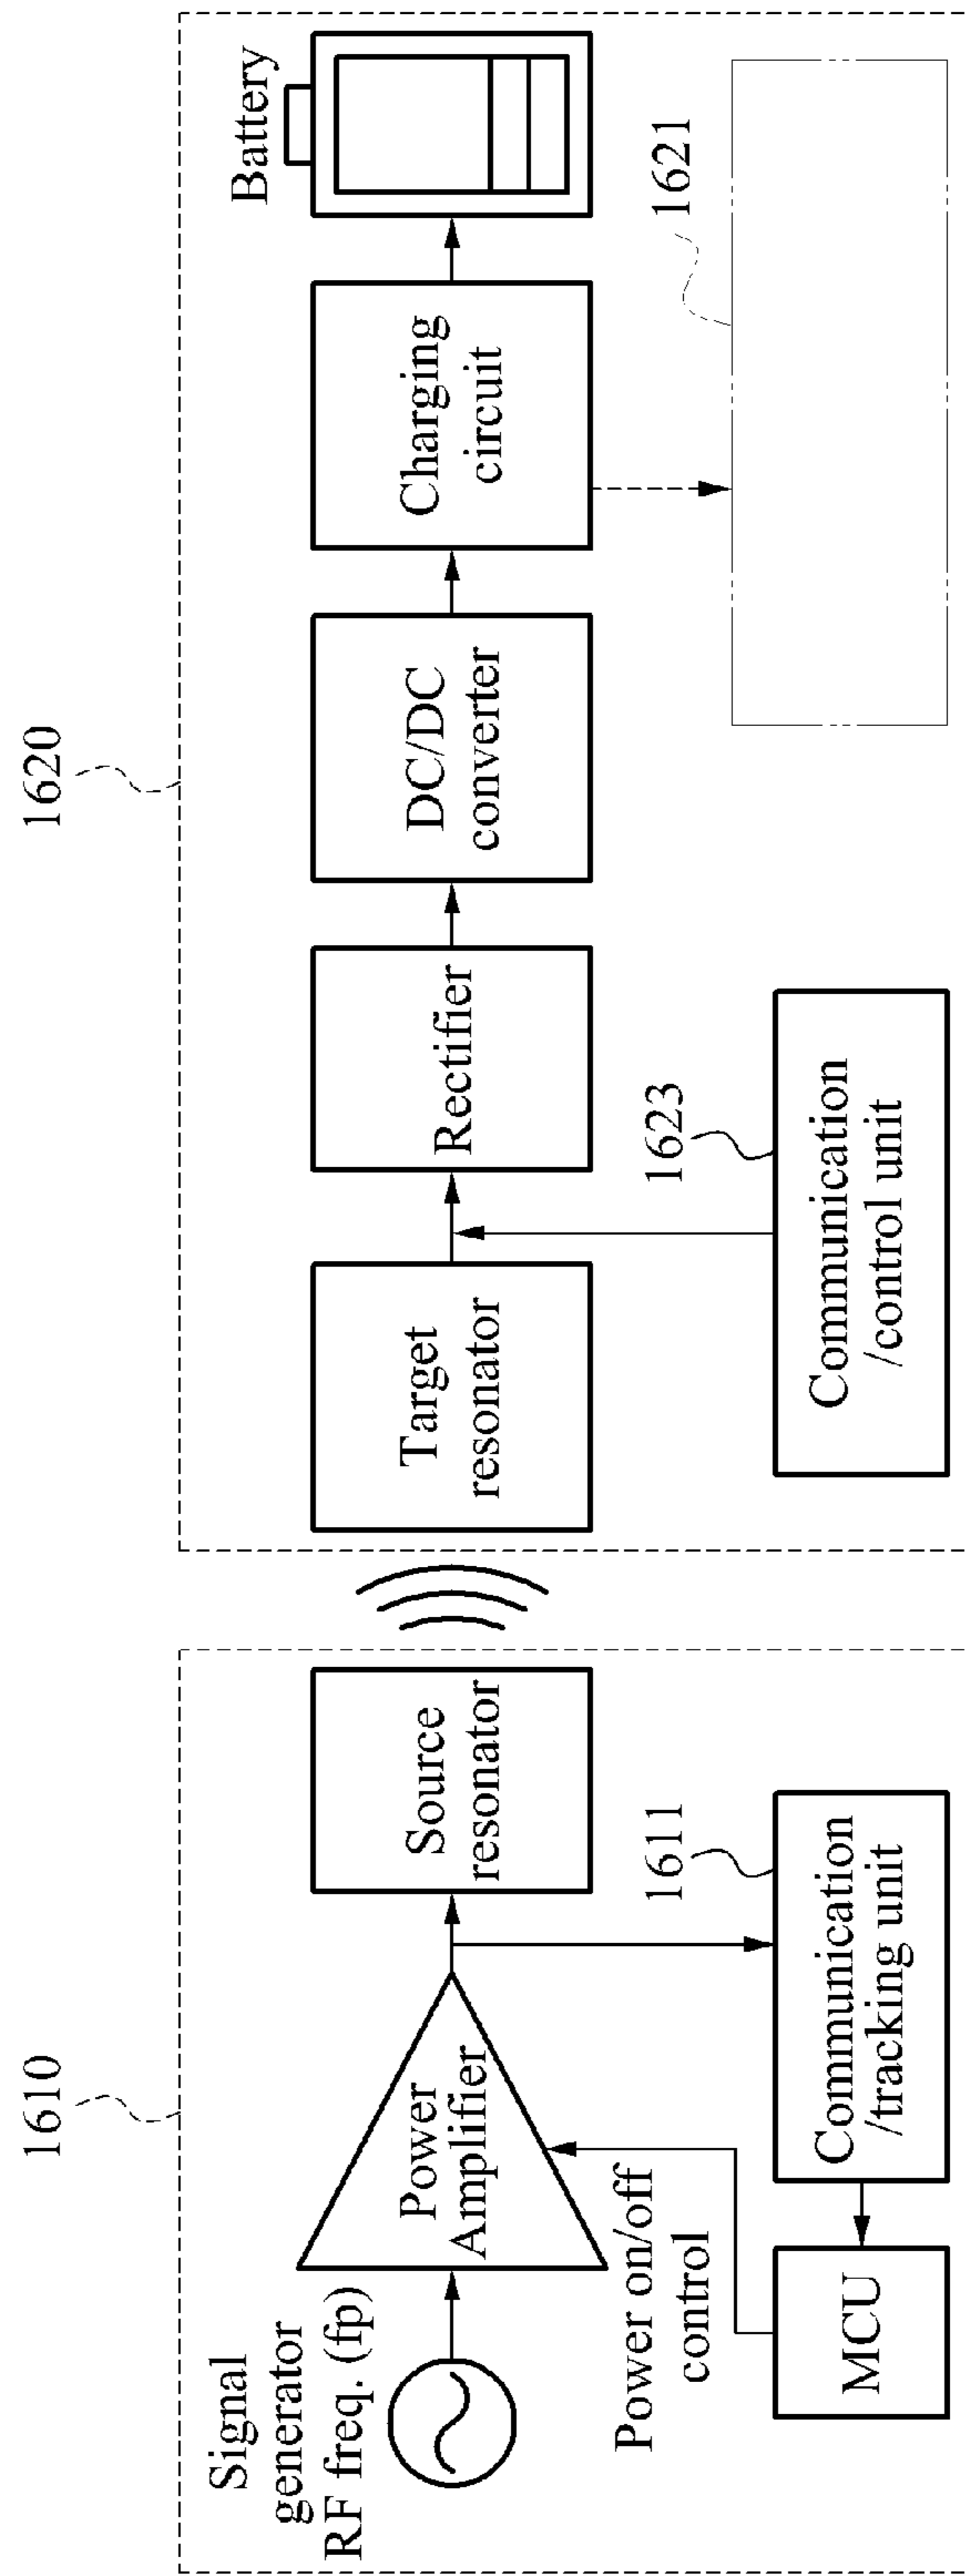 1610
1620
Signal
generator
RF freq. (fp)
Power
Amplifier
Source
resonator
Target
resonator
Rectifier
DC/DC
converter
Charging
circuit
Battery
Power on/off
control
MCU
1611
Communication
/tracking unit
1623
Communication
/control unit
1621